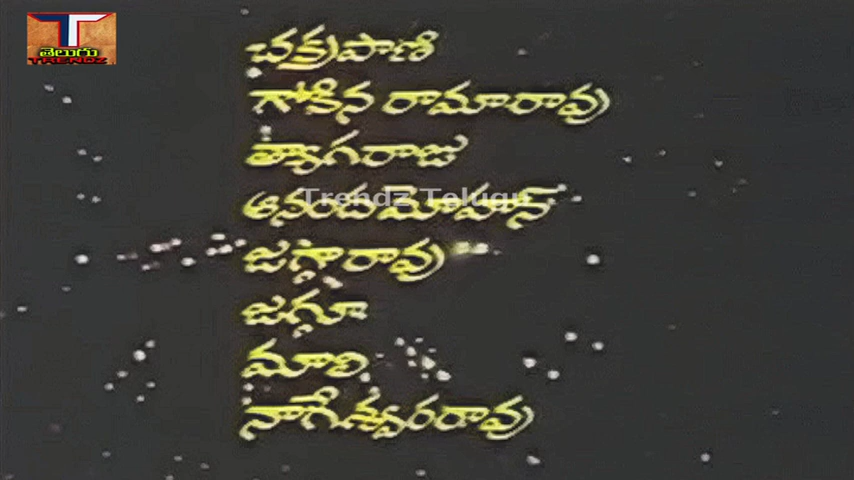 తెలుగు
TRENDZ
చక్రపాణి
గోకిన రామారావు
త్యాగరాజు
ఆనందమోహన్
Trendz Telugu
జగ్గారావు
జగ్గూ
మాలి
నాగేశ్వరరావు